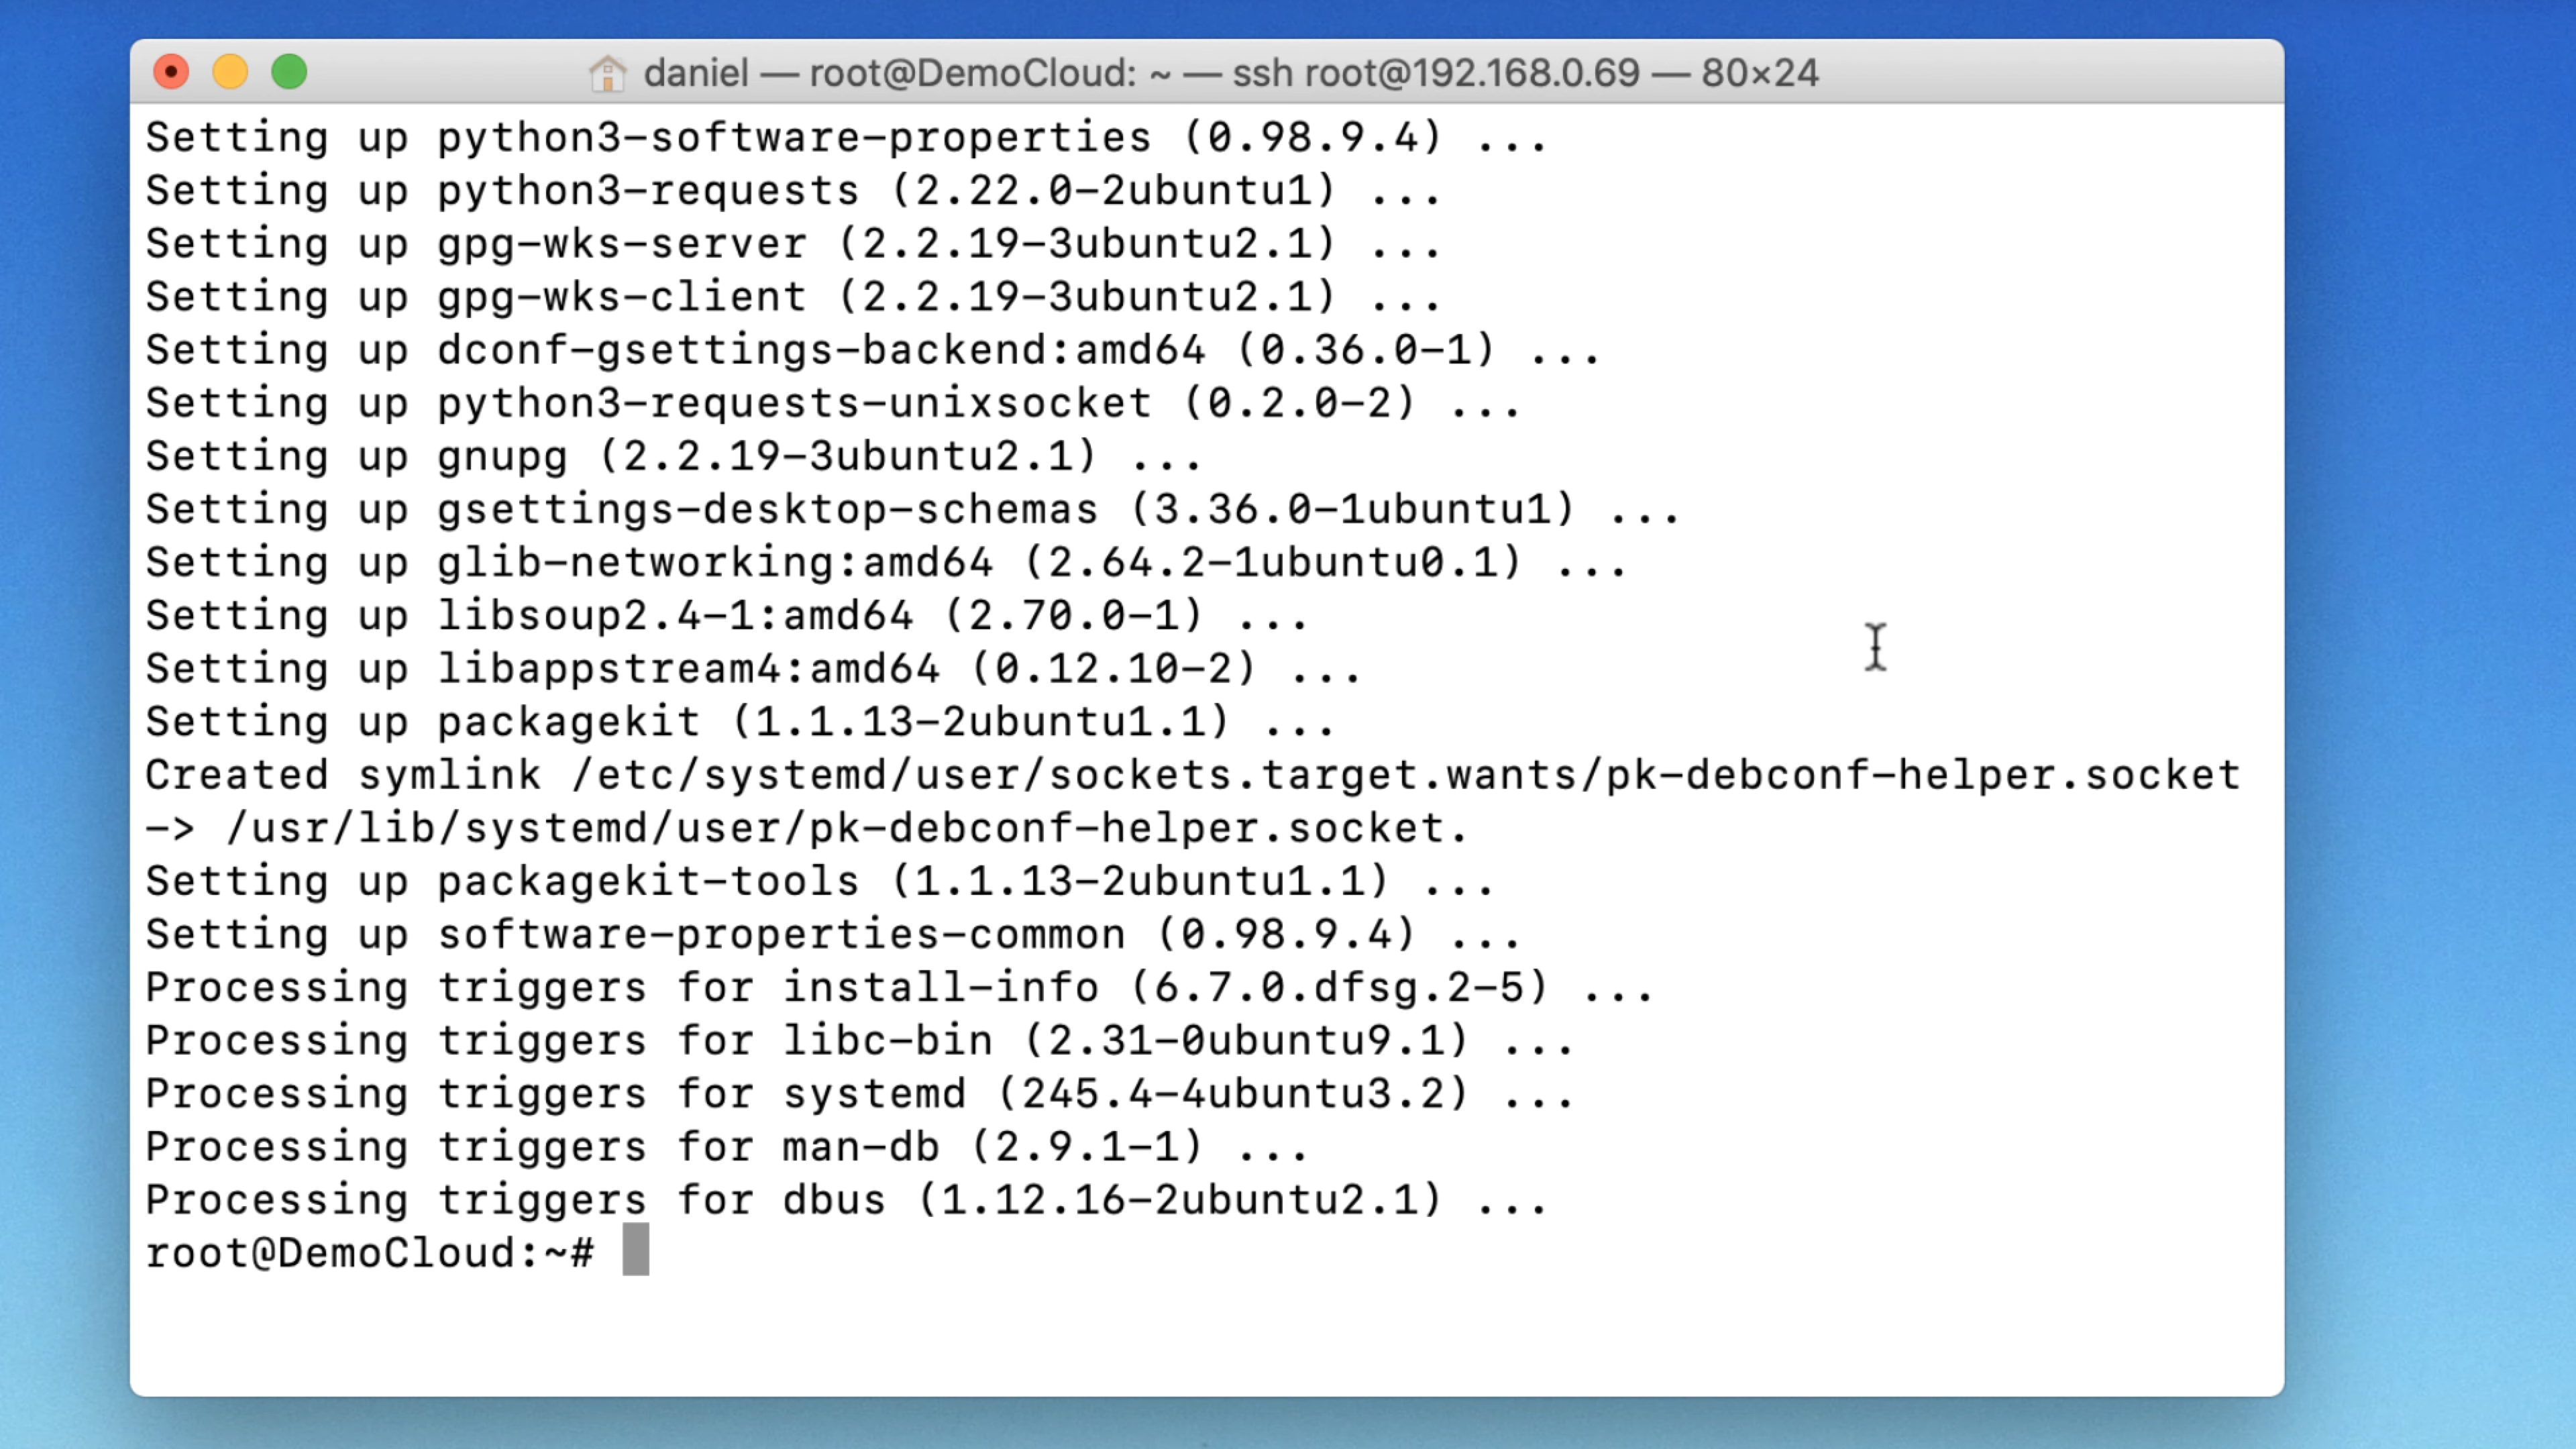 daniel — root@DemoCloud: ~ — ssh root@192.168.0.69 — 80×24
Setting up python3-software-properties (0.98.9.4) ...
Setting up python3-requests (2.22.0-2ubuntu1) ...
Setting up gpg-wks-server (2.2.19-3ubuntu2.1) ...
Setting up gpg-wks-client (2.2.19-3ubuntu2.1) ...
Setting up dconf-gsettings-backend:amd64 (0.36.0-1) ...
Setting up python3-requests-unixsocket (0.2.0-2) ...
Setting up gnupg (2.2.19-3ubuntu2.1) ...
Setting up gsettings-desktop-schemas (3.36.0-1ubuntu1) ...
Setting up glib-networking:amd64 (2.64.2-1ubuntu0.1) ...
Setting up libsoup2.4-1:amd64 (2.70.0-1) ...
Setting up libappstream4:amd64 (0.12.10-2) ...
Setting up packagekit (1.1.13-2ubuntu1.1) ...
Created symlink /etc/systemd/user/sockets.target.wants/pk-debconf-helper.socket
-> /usr/lib/systemd/user/pk-debconf-helper.socket.
Setting up packagekit-tools (1.1.13-2ubuntu1.1) ...
Setting up software-properties-common (0.98.9.4) ...
Processing triggers for install-info (6.7.0.dfsg.2-5) ...
Processing triggers for libc-bin (2.31-0ubuntu9.1) ...
Processing triggers for systemd (245.4-4ubuntu3.2) ...
Processing triggers for man-db (2.9.1-1) ...
Processing triggers for dbus (1.12.16-2ubuntu2.1) ...
root@DemoCloud:~#